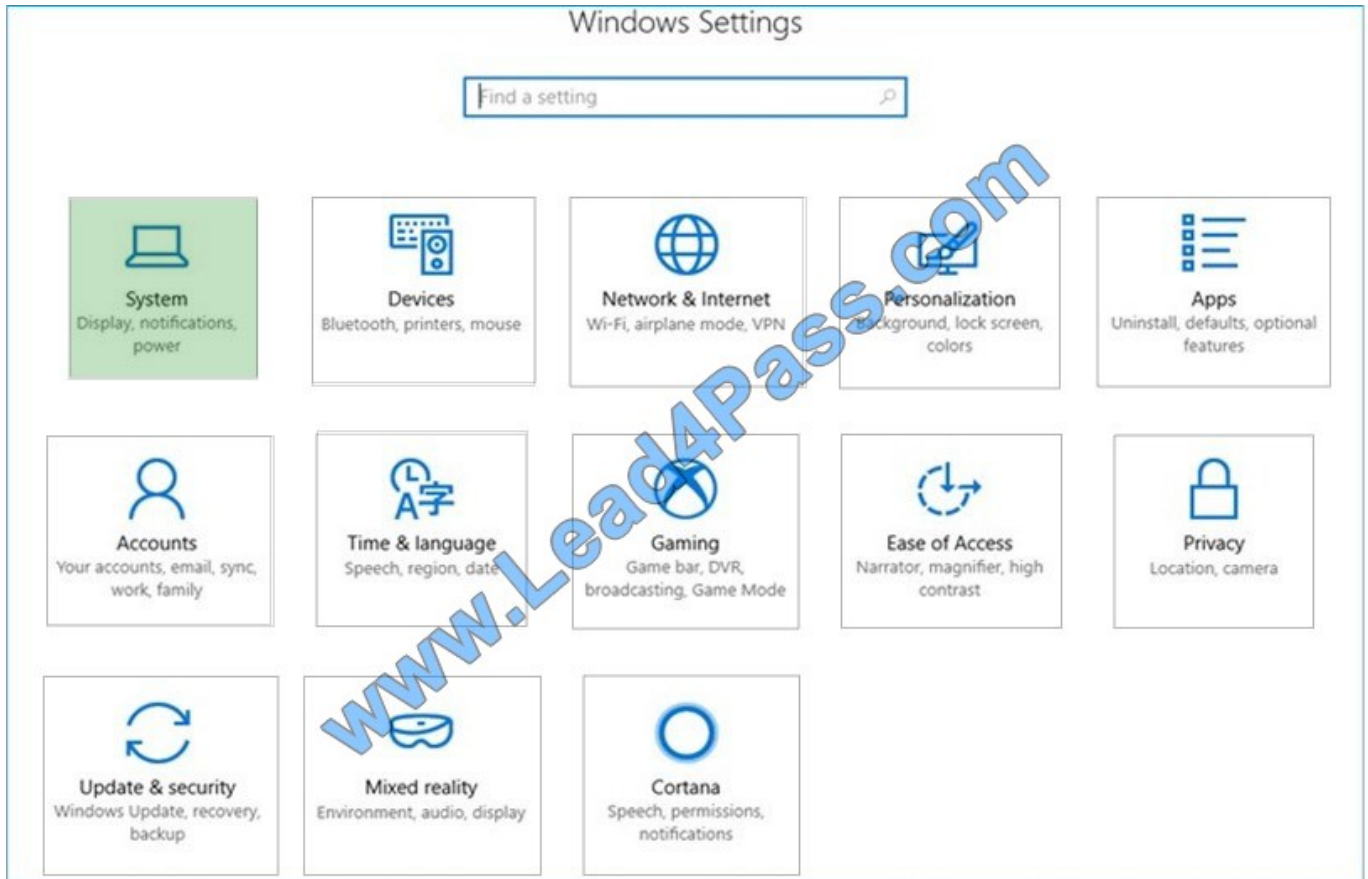 Windows Settings
Find a setting
System
Display, notifications,
power
Devices
Bluetooth, printers, mouse
Network & Internet
Wi-Fi, airplane mode, VPN
Personalization
Background, lock screen,
colors
Apps
Uninstall, defaults, optional
features
Accounts
Your accounts, email, sync,
work, family
Time & language
Speech, region, date
Gaming
Game bar, DVR,
broadcasting, Game Mode
Ease of Access
Narrator, magnifier, high
contrast
Privacy
Location, camera
Update & security
Windows Update, recovery,
backup
Mixed reality
Environment, audio, display
Cortana
Speech, permissions,
notifications
www.Lead4Pass.com